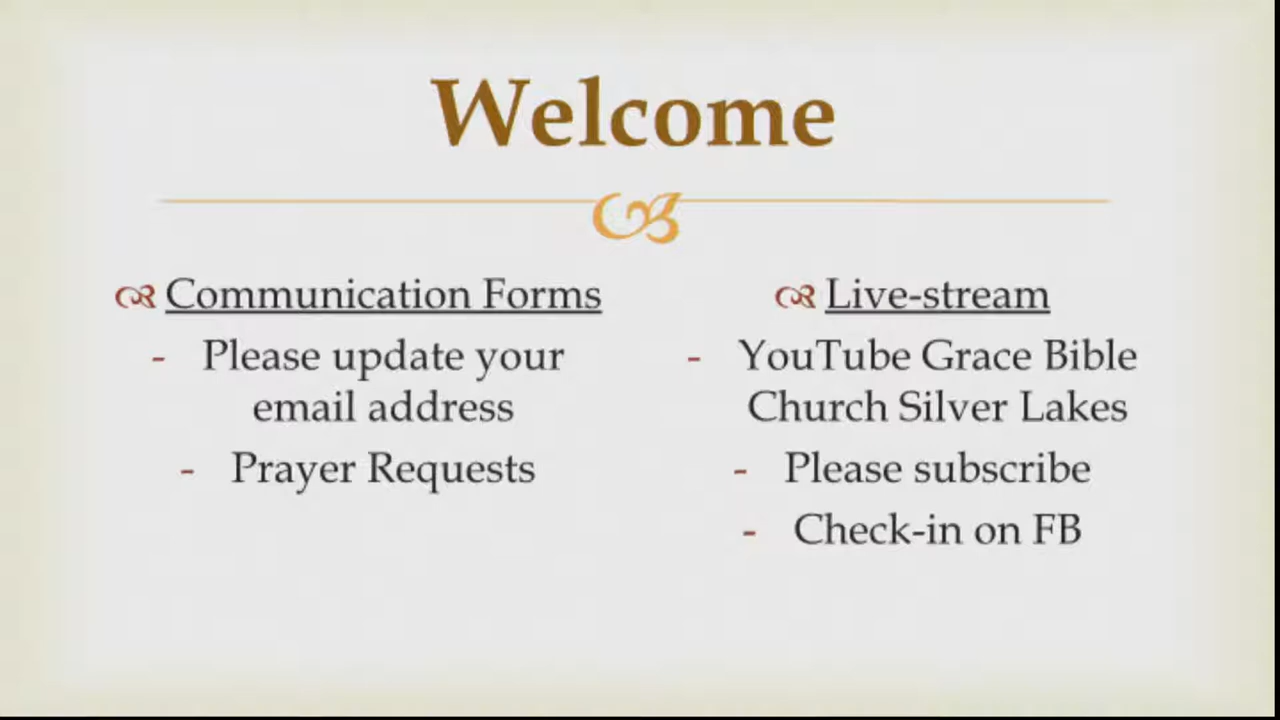 Welcome
Communication Forms
- Please update your
email address
- Prayer Requests
Live-stream
- YouTube Grace Bible
Church Silver Lakes
- Please subscribe
- Check-in on FB